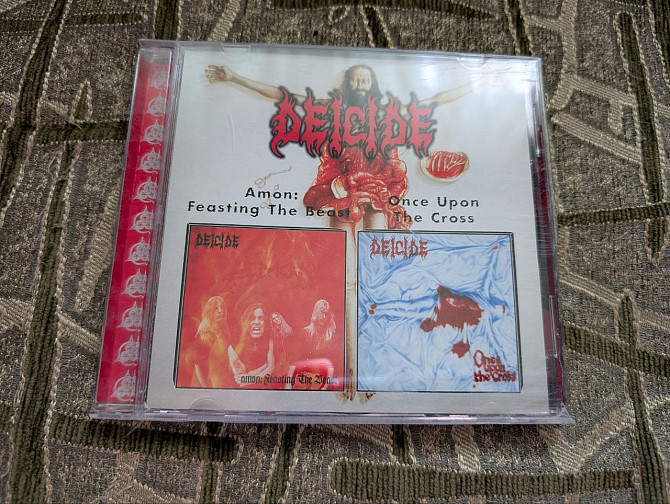 DEICIDE
Amon:
Feasting The Beast
Once Upon
The Cross
DEICIDE
amon: Feasting The Beast
DEICIDE
Once
upon
the Cross